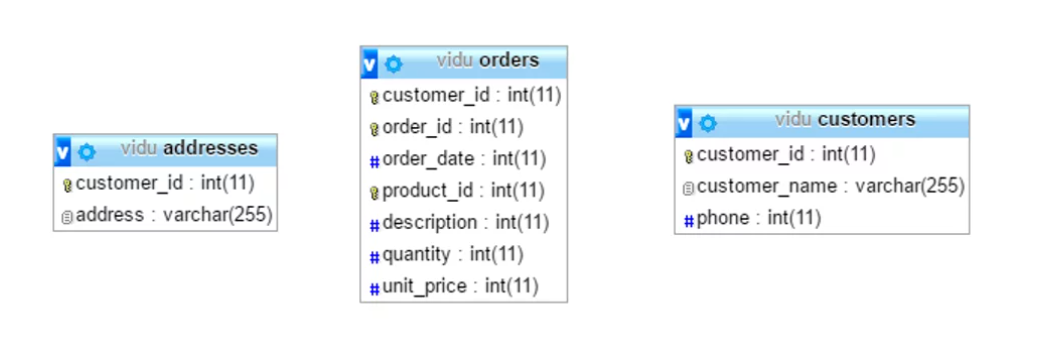 vidu addresses
customer_id : int(11)
address : varchar(255)
vidu orders
customer_id : int(11)
order_id : int(11)
order_date : int(11)
product_id : int(11)
description : int(11)
quantity : int(11)
unit_price : int(11)
vidu customers
customer_id : int(11)
customer_name : varchar(255)
phone : int(11)